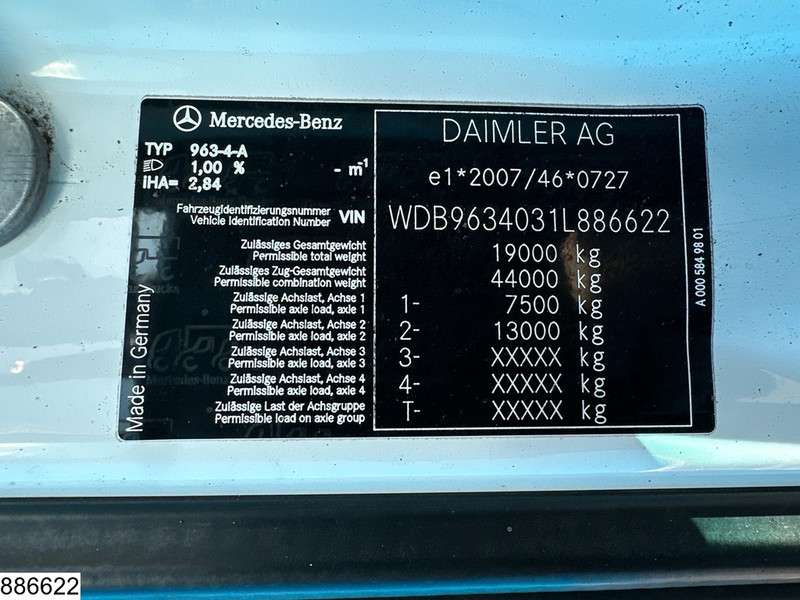 Mercedes-Benz
TYP 963-4-A
1,00 % - m-1
iHA= 2,84
Fahrzeugidentifizierungsnummer
Vehicle Identification Number VIN
Zulässiges Gesamtgewicht
Permissible total weight
Zulässiges Zug-Gesamtgewicht
Permissible combination weight
Zulässige Achslast, Achse 1
Permissible axle load, axle 1
Zulässige Achslast, Achse 2
Permissible axle load, axle 2
Zulässige Achslast, Achse 3
Permissible axle load, axle 3
Zulässige Achslast, Achse 4
Permissible axle load, axle 4
Zulässige Last der Achsgruppe
Permissible load on axle group
Made in Germany
DAIMLER AG
e1*2007/46*0727
WDB9634031L886622
19000 kg
44000 kg
1- 7500 kg
2- 13000 kg
3- XXXXX kg
4- XXXXX kg
T- XXXXX kg
A 000 584 98 01
886622